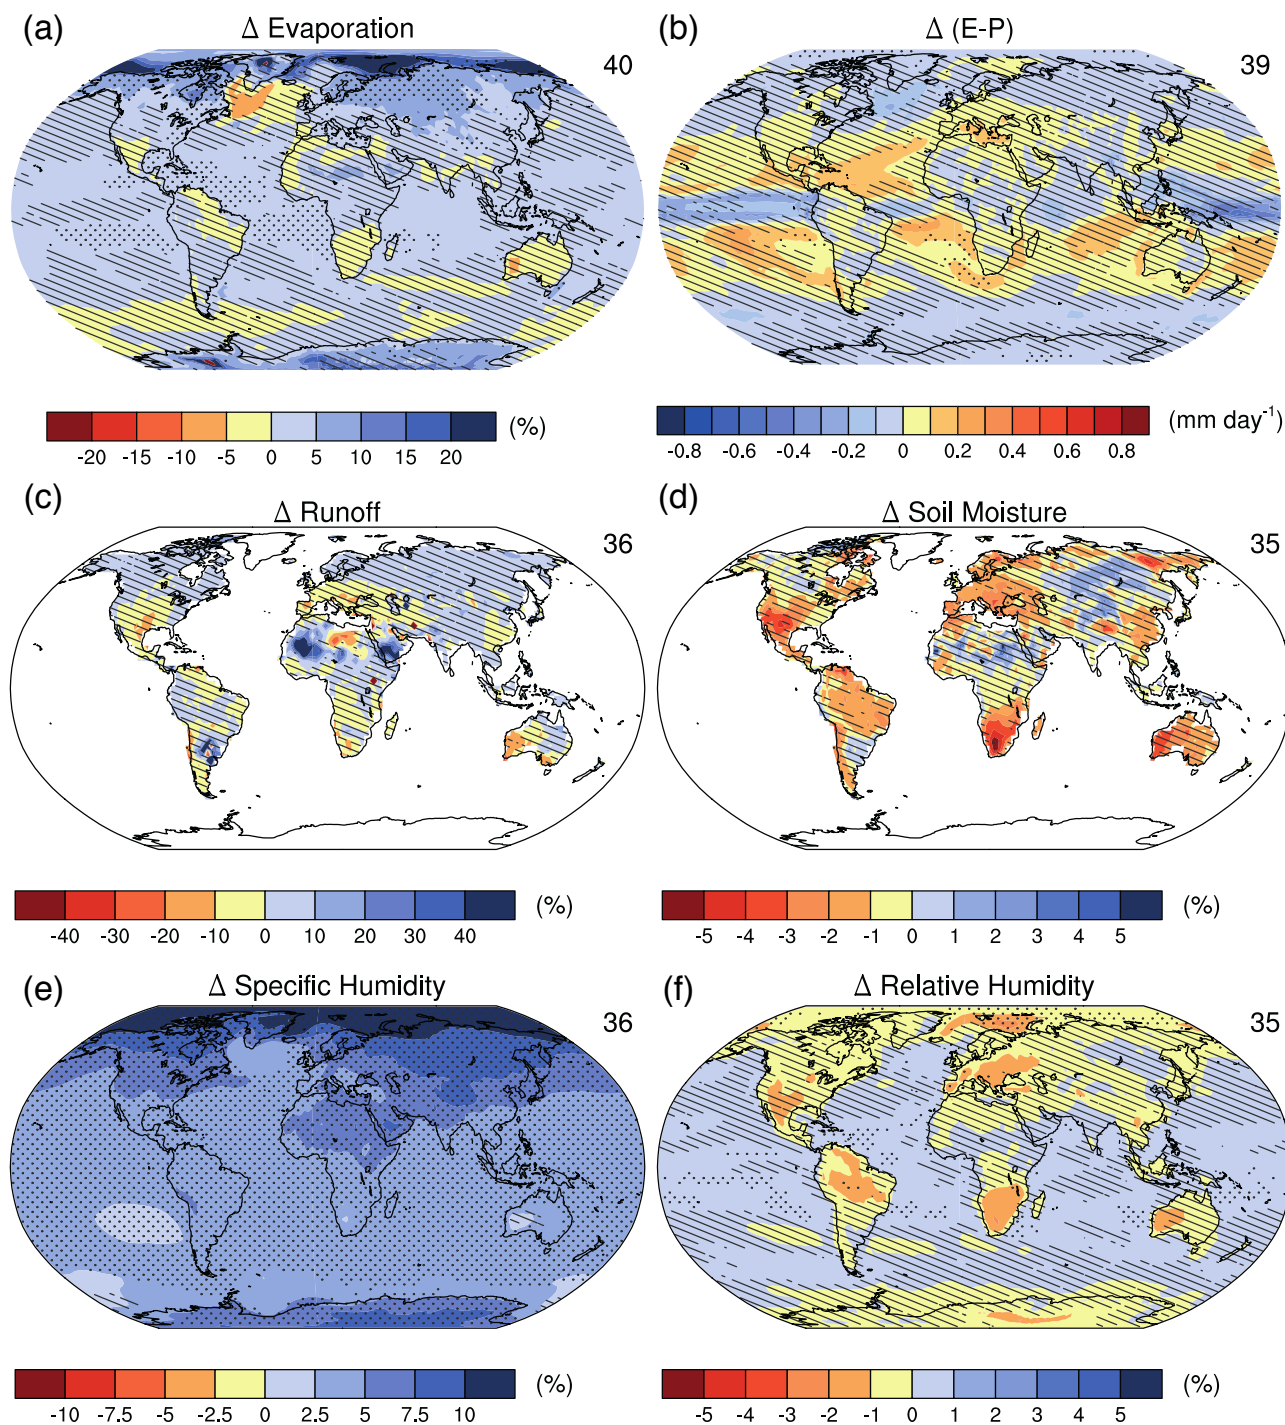 (a)
Δ Evaporation
40
-20 -15 -10 -5 0 5 10 15 20
(%)
(b)
Δ (E-P)
39
-0.8 -0.6 -0.4 -0.2 0 0.2 0.4 0.6 0.8
(mm day⁻¹)
(c)
Δ Runoff
36
-40 -30 -20 -10 0 10 20 30 40
(%)
(d)
Δ Soil Moisture
35
-5 -4 -3 -2 -1 0 1 2 3 4 5
(%)
(e)
Δ Specific Humidity
36
-10 -7.5 -5 -2.5 0 2.5 5 7.5 10
(%)
(f)
Δ Relative Humidity
35
-5 -4 -3 -2 -1 0 1 2 3 4 5
(%)